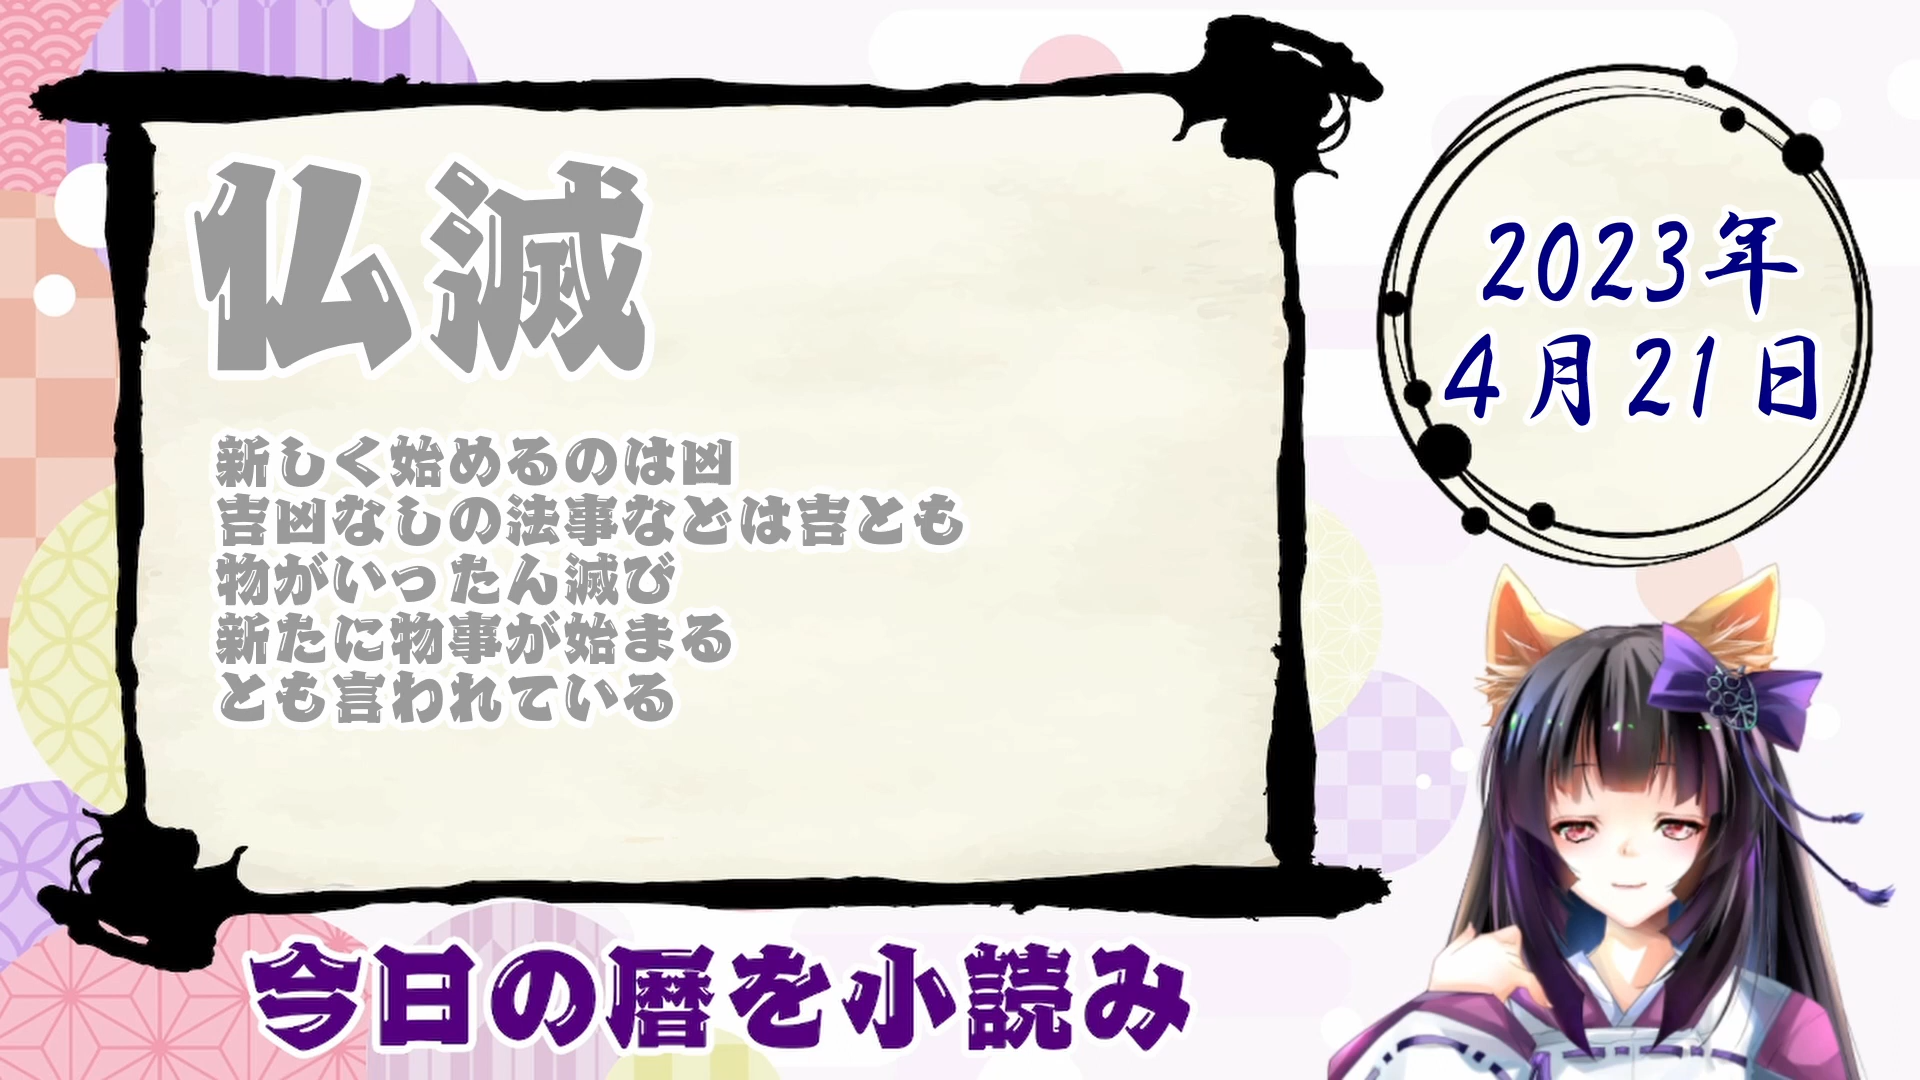 仏滅
新しく始めるのは凶
吉凶なしの法事などは吉とも
物がいったん滅び
新たに物事が始まる
とも言われている
2023年
4月21日
今日の暦を小読み